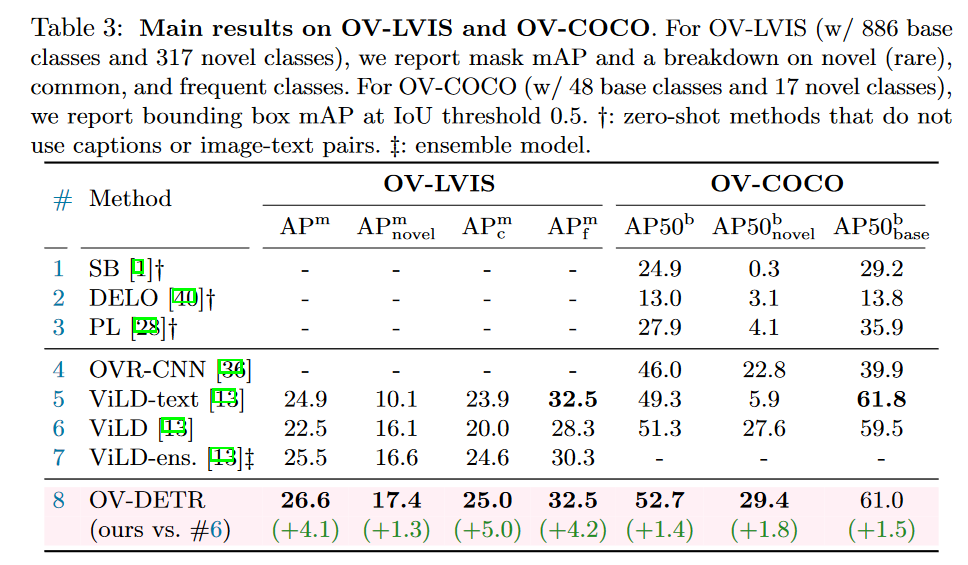 Table 3: Main results on OV-LVIS and OV-COCO. For OV-LVIS (w/ 886 base
classes and 317 novel classes), we report mask mAP and a breakdown on novel (rare),
common, and frequent classes. For OV-COCO (w/ 48 base classes and 17 novel classes),
we report bounding box mAP at IoU threshold 0.5. †: zero-shot methods that do not
use captions or image-text pairs. ‡: ensemble model.
OV-LVIS OV-COCO
# Method AP^m AP^m_novel AP^m_c AP^m_f AP50^b AP50^b_novel AP50^b_base
1 SB [1]† - - - - 24.9 0.3 29.2
2 DELO [40]† - - - - 13.0 3.1 13.8
3 PL [28]† - - - - 27.9 4.1 35.9
4 OVR-CNN [36] - - - - 46.0 22.8 39.9
5 ViLD-text [13] 24.9 10.1 23.9 32.5 49.3 5.9 61.8
6 ViLD [13] 22.5 16.1 20.0 28.3 51.3 27.6 59.5
7 ViLD-ens. [13]‡ 25.5 16.6 24.6 30.3 - - -
8 OV-DETR 26.6 17.4 25.0 32.5 52.7 29.4 61.0
(ours vs. #6) (+4.1) (+1.3) (+5.0) (+4.2) (+1.4) (+1.8) (+1.5)